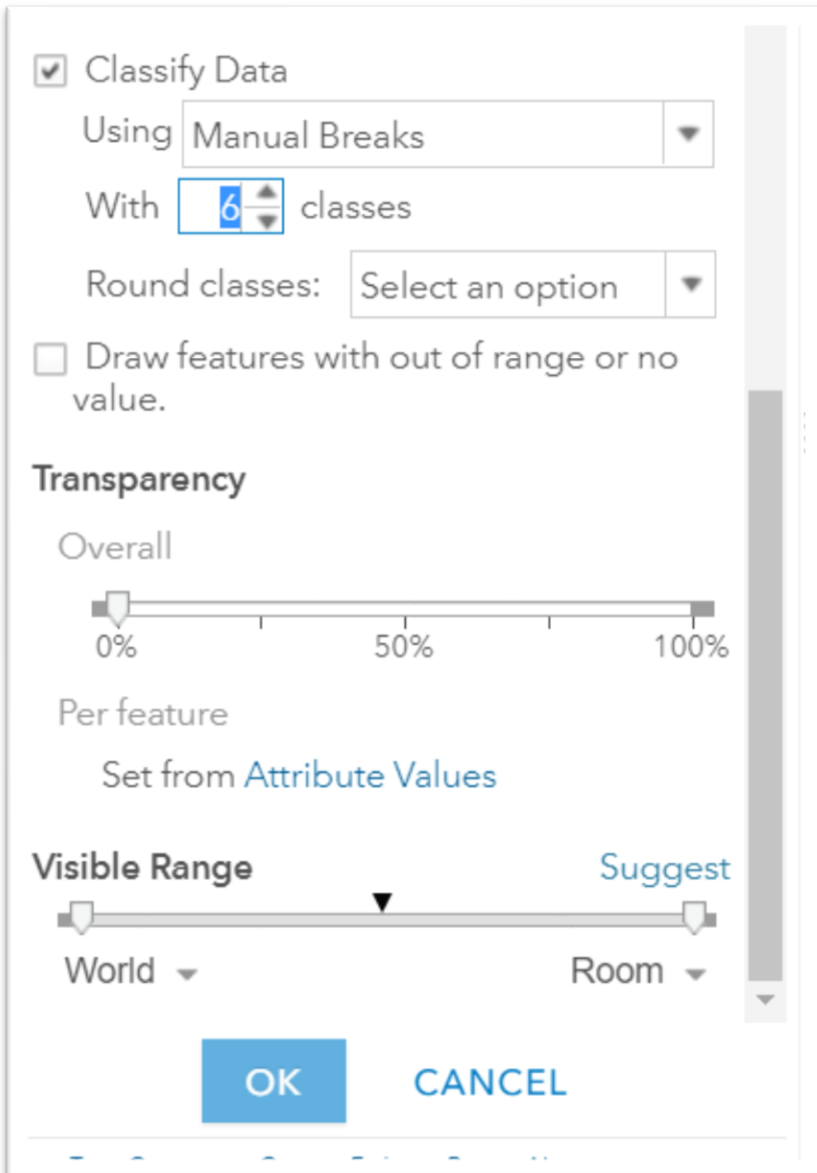 Classify Data
Using Manual Breaks
With 6 classes
Round classes: Select an option
Draw features with out of range or no
value.
Transparency
Overall
0% 50% 100%
Per feature
Set from Attribute Values
Visible Range Suggest
World Room
OK CANCEL